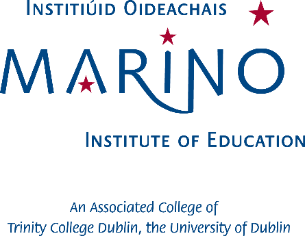 Institiúid Oideachais
MARINO
Institute of Education
An Associated College of
Trinity College Dublin, the University of Dublin